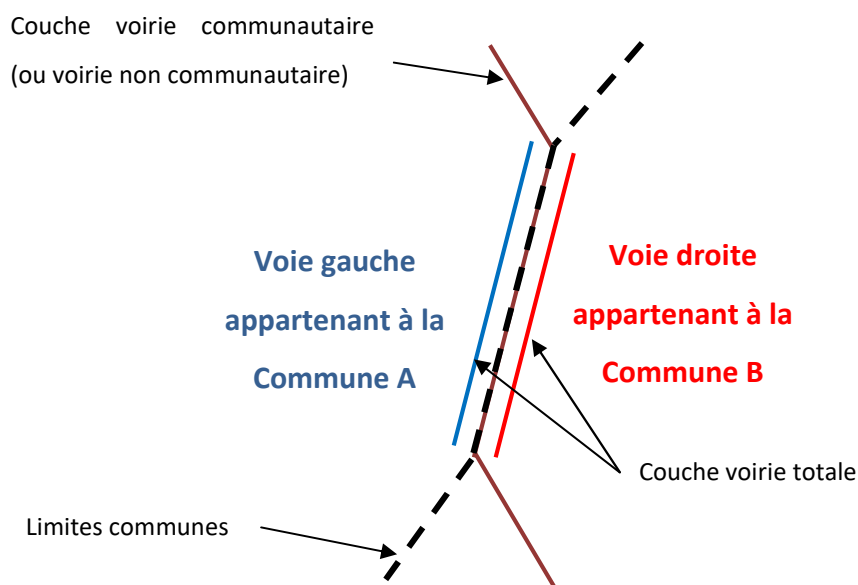 Couche voirie communautaire
(ou voirie non communautaire)
Voie gauche
appartenant à la
Commune A
Voie droite
appartenant à la
Commune B
Couche voirie totale
Limites communes